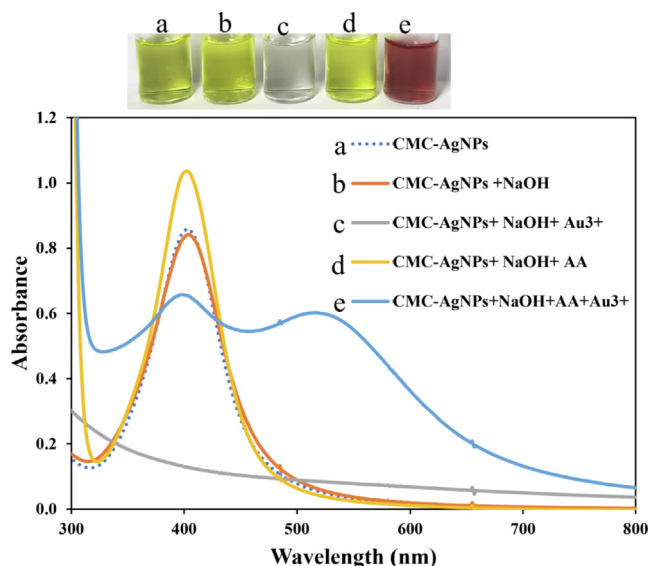 a b c d e
1.2
1.0
0.8
0.6
0.4
0.2
0.0
Absorbance
a CMC-AgNPs
b CMC-AgNPs +NaOH
c CMC-AgNPs+ NaOH+ Au3+
d CMC-AgNPs+ NaOH+ AA
e CMC-AgNPs+NaOH+AA+Au3+
300 400 500 600 700 800
Wavelength (nm)